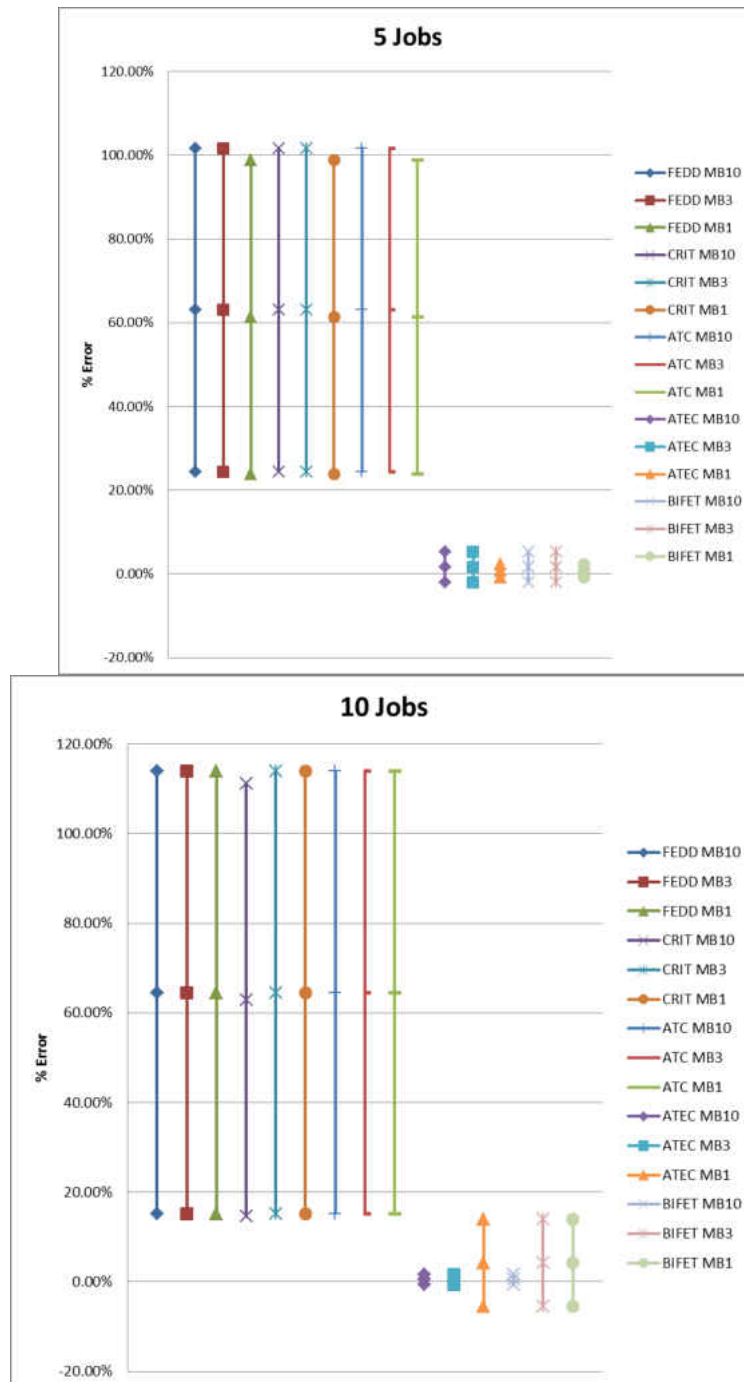 5 Jobs
120.00%
100.00%
80.00%
60.00%
40.00%
20.00%
0.00%
-20.00%
% Error
FEDD MB10
FEDD MB3
FEDD MB1
CRIT MB10
CRIT MB3
CRIT MB1
ATC MB10
ATC MB3
ATC MB1
ATEC MB10
ATEC MB3
ATEC MB1
BIFET MB10
BIFET MB3
BIFET MB1
10 Jobs
120.00%
100.00%
80.00%
60.00%
40.00%
20.00%
0.00%
-20.00%
% Error
FEDD MB10
FEDD MB3
FEDD MB1
CRIT MB10
CRIT MB3
CRIT MB1
ATC MB10
ATC MB3
ATC MB1
ATEC MB10
ATEC MB3
ATEC MB1
BIFET MB10
BIFET MB3
BIFET MB1